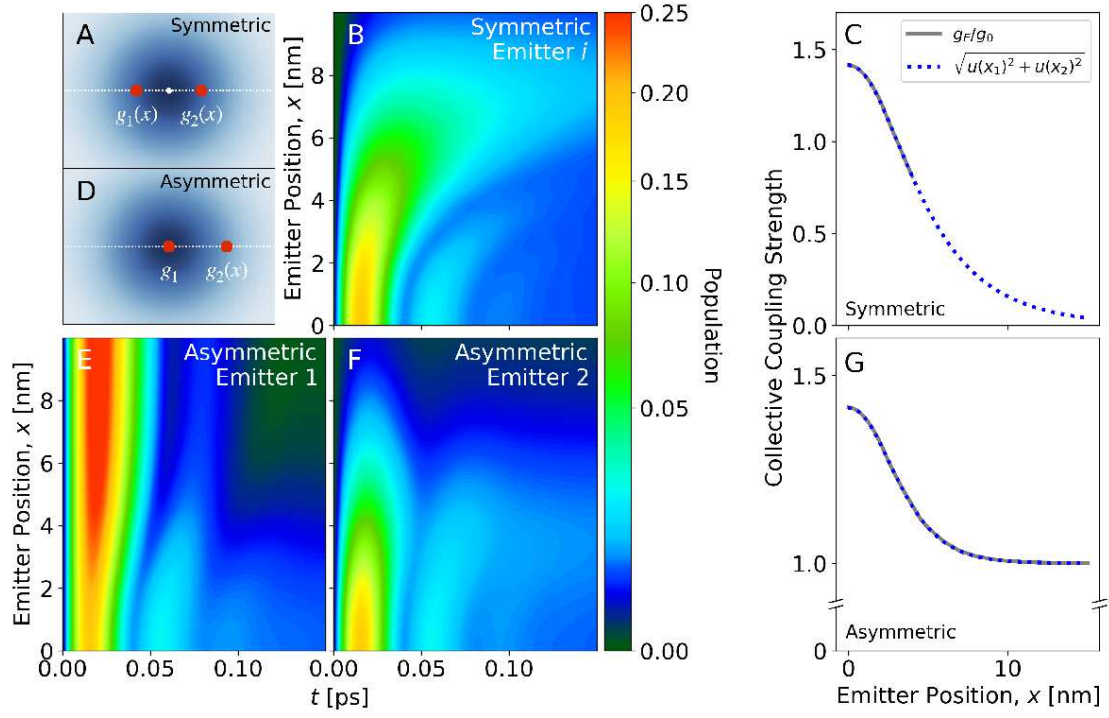 A
Symmetric
g₁(x) g₂(x)
D
Asymmetric
g₁ g₂(x)
B
Symmetric
Emitter i
Emitter Position, x [nm]
8
6
4
2
0
0.25
0.20
0.15
0.10
0.05
0.00
Population
C
g_F/g_0
√u(x₁)² + u(x₂)²
1.5
1.0
0.5
0.0
Symmetric
Collective Coupling Strength
E
Asymmetric
Emitter 1
Emitter Position, x [nm]
8
6
4
2
0
0.00 0.05 0.10
F
Asymmetric
Emitter 2
0.00 0.05 0.10
t [ps]
G
1.5
1.0
0
Asymmetric
0 10
Emitter Position, x [nm]